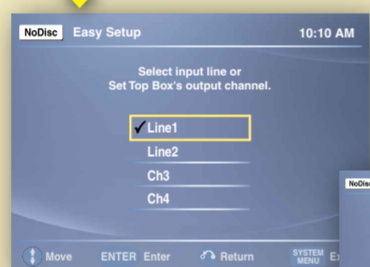 NoDisc Easy Setup 10:10 AM
Select input line or
Set Top Box's output channel.
✓Line1
Line2
Ch3
Ch4
Move ENTER Enter Return SYSTEM MENU